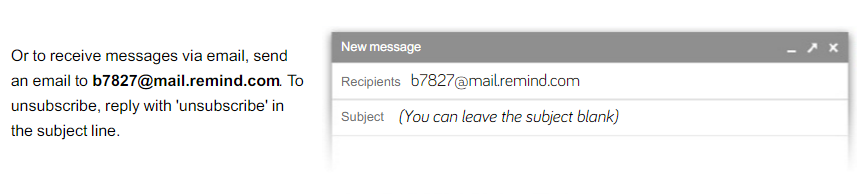 Or to receive messages via email, send
an email to b7827@mail.remind.com. To
unsubscribe, reply with 'unsubscribe' in
the subject line.
New message
Recipients b7827@mail.remind.com
Subject (You can leave the subject blank)